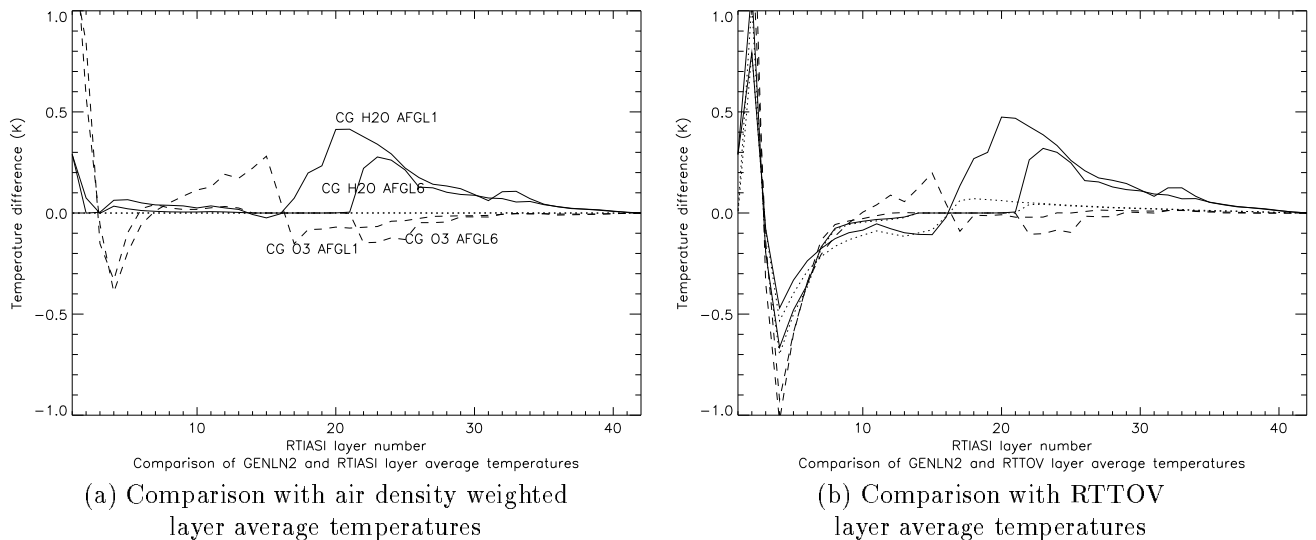 1.0
0.5
0.0
−0.5
−1.0
Temperature difference (K)
CG H2O AFGL1
CG H2O AFGL6
CG O3 AFGL1
CG O3 AFGL6
10
20
30
40
RTIASI layer number
Comparison of GENLN2 and RTIASI layer average temperatures
(a) Comparison with air density weighted
layer average temperatures
1.0
0.5
0.0
−0.5
−1.0
Temperature difference (K)
10
20
30
40
RTIASI layer number
Comparison of GENLN2 and RTTOV layer average temperatures
(b) Comparison with RTTOV
layer average temperatures